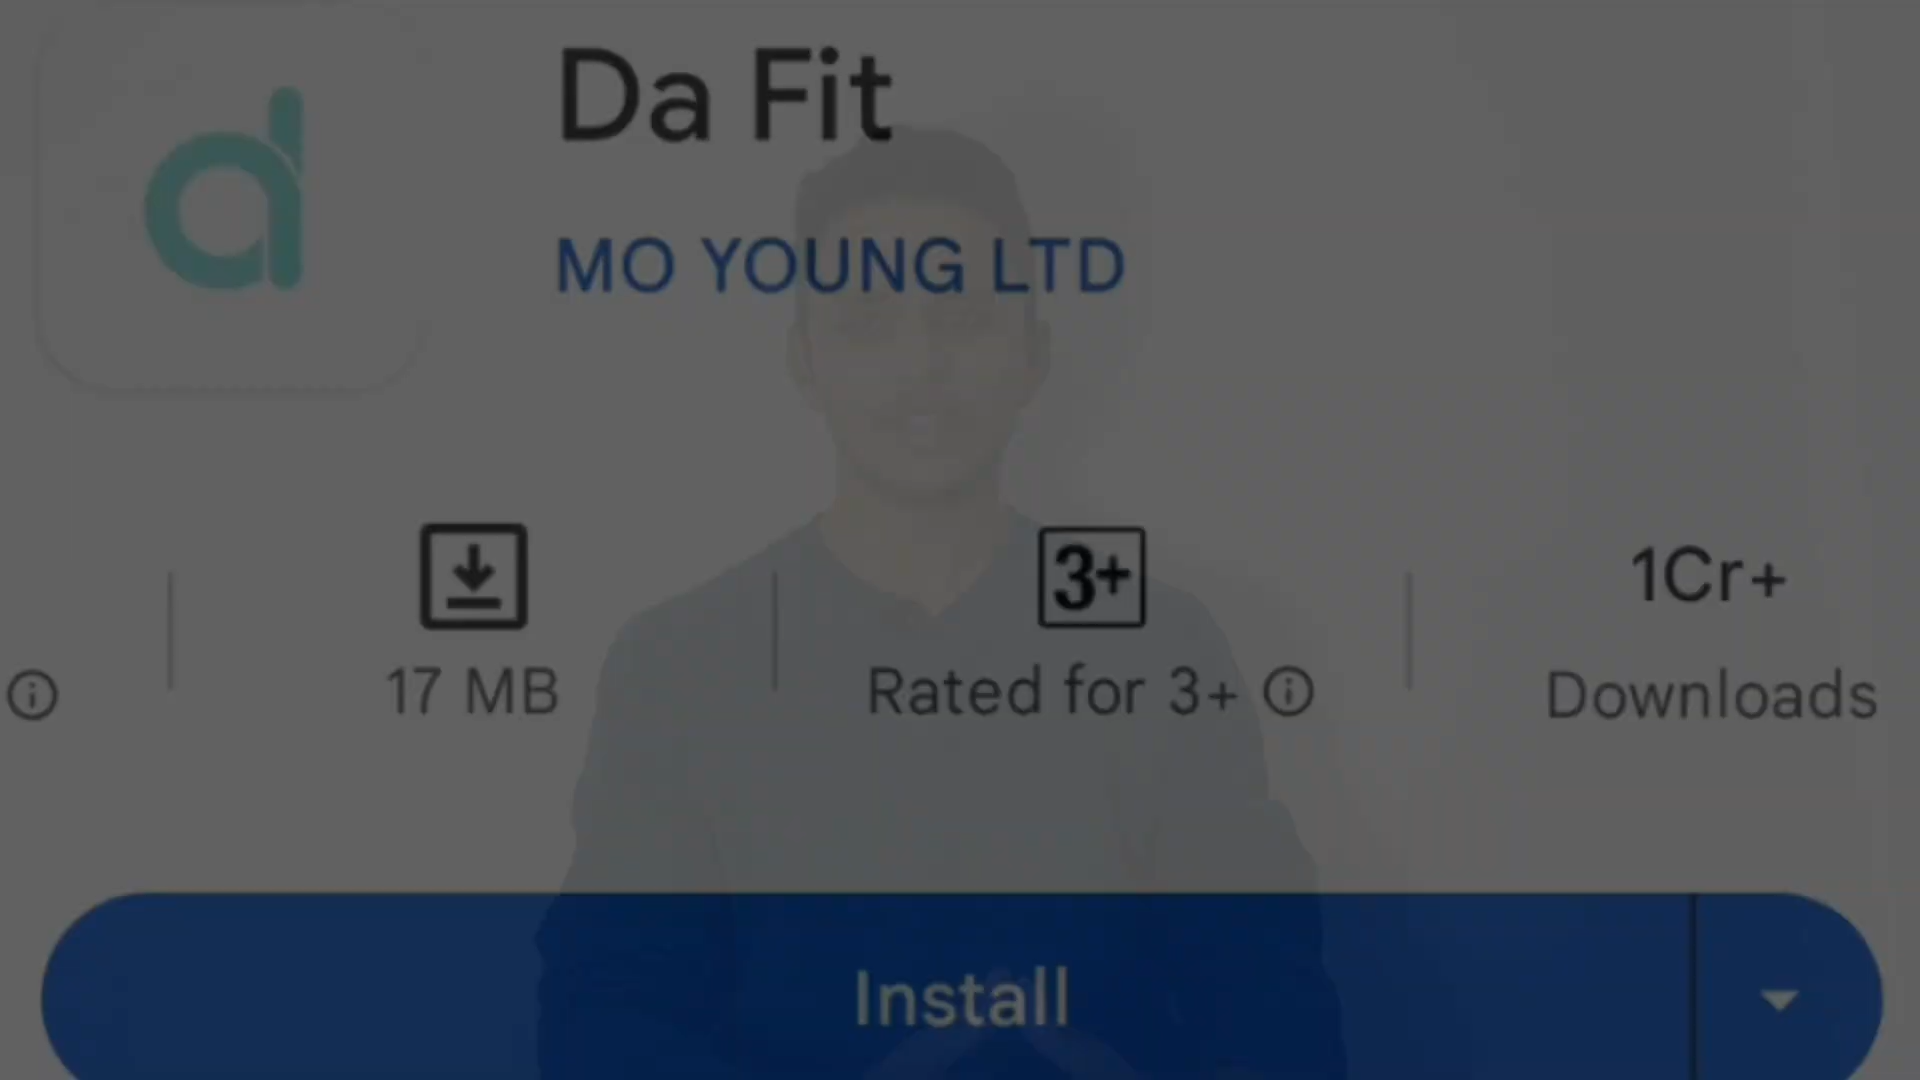 Da Fit
MO YOUNG LTD
3+
1Cr+
17 MB
Rated for 3+
Downloads
Install